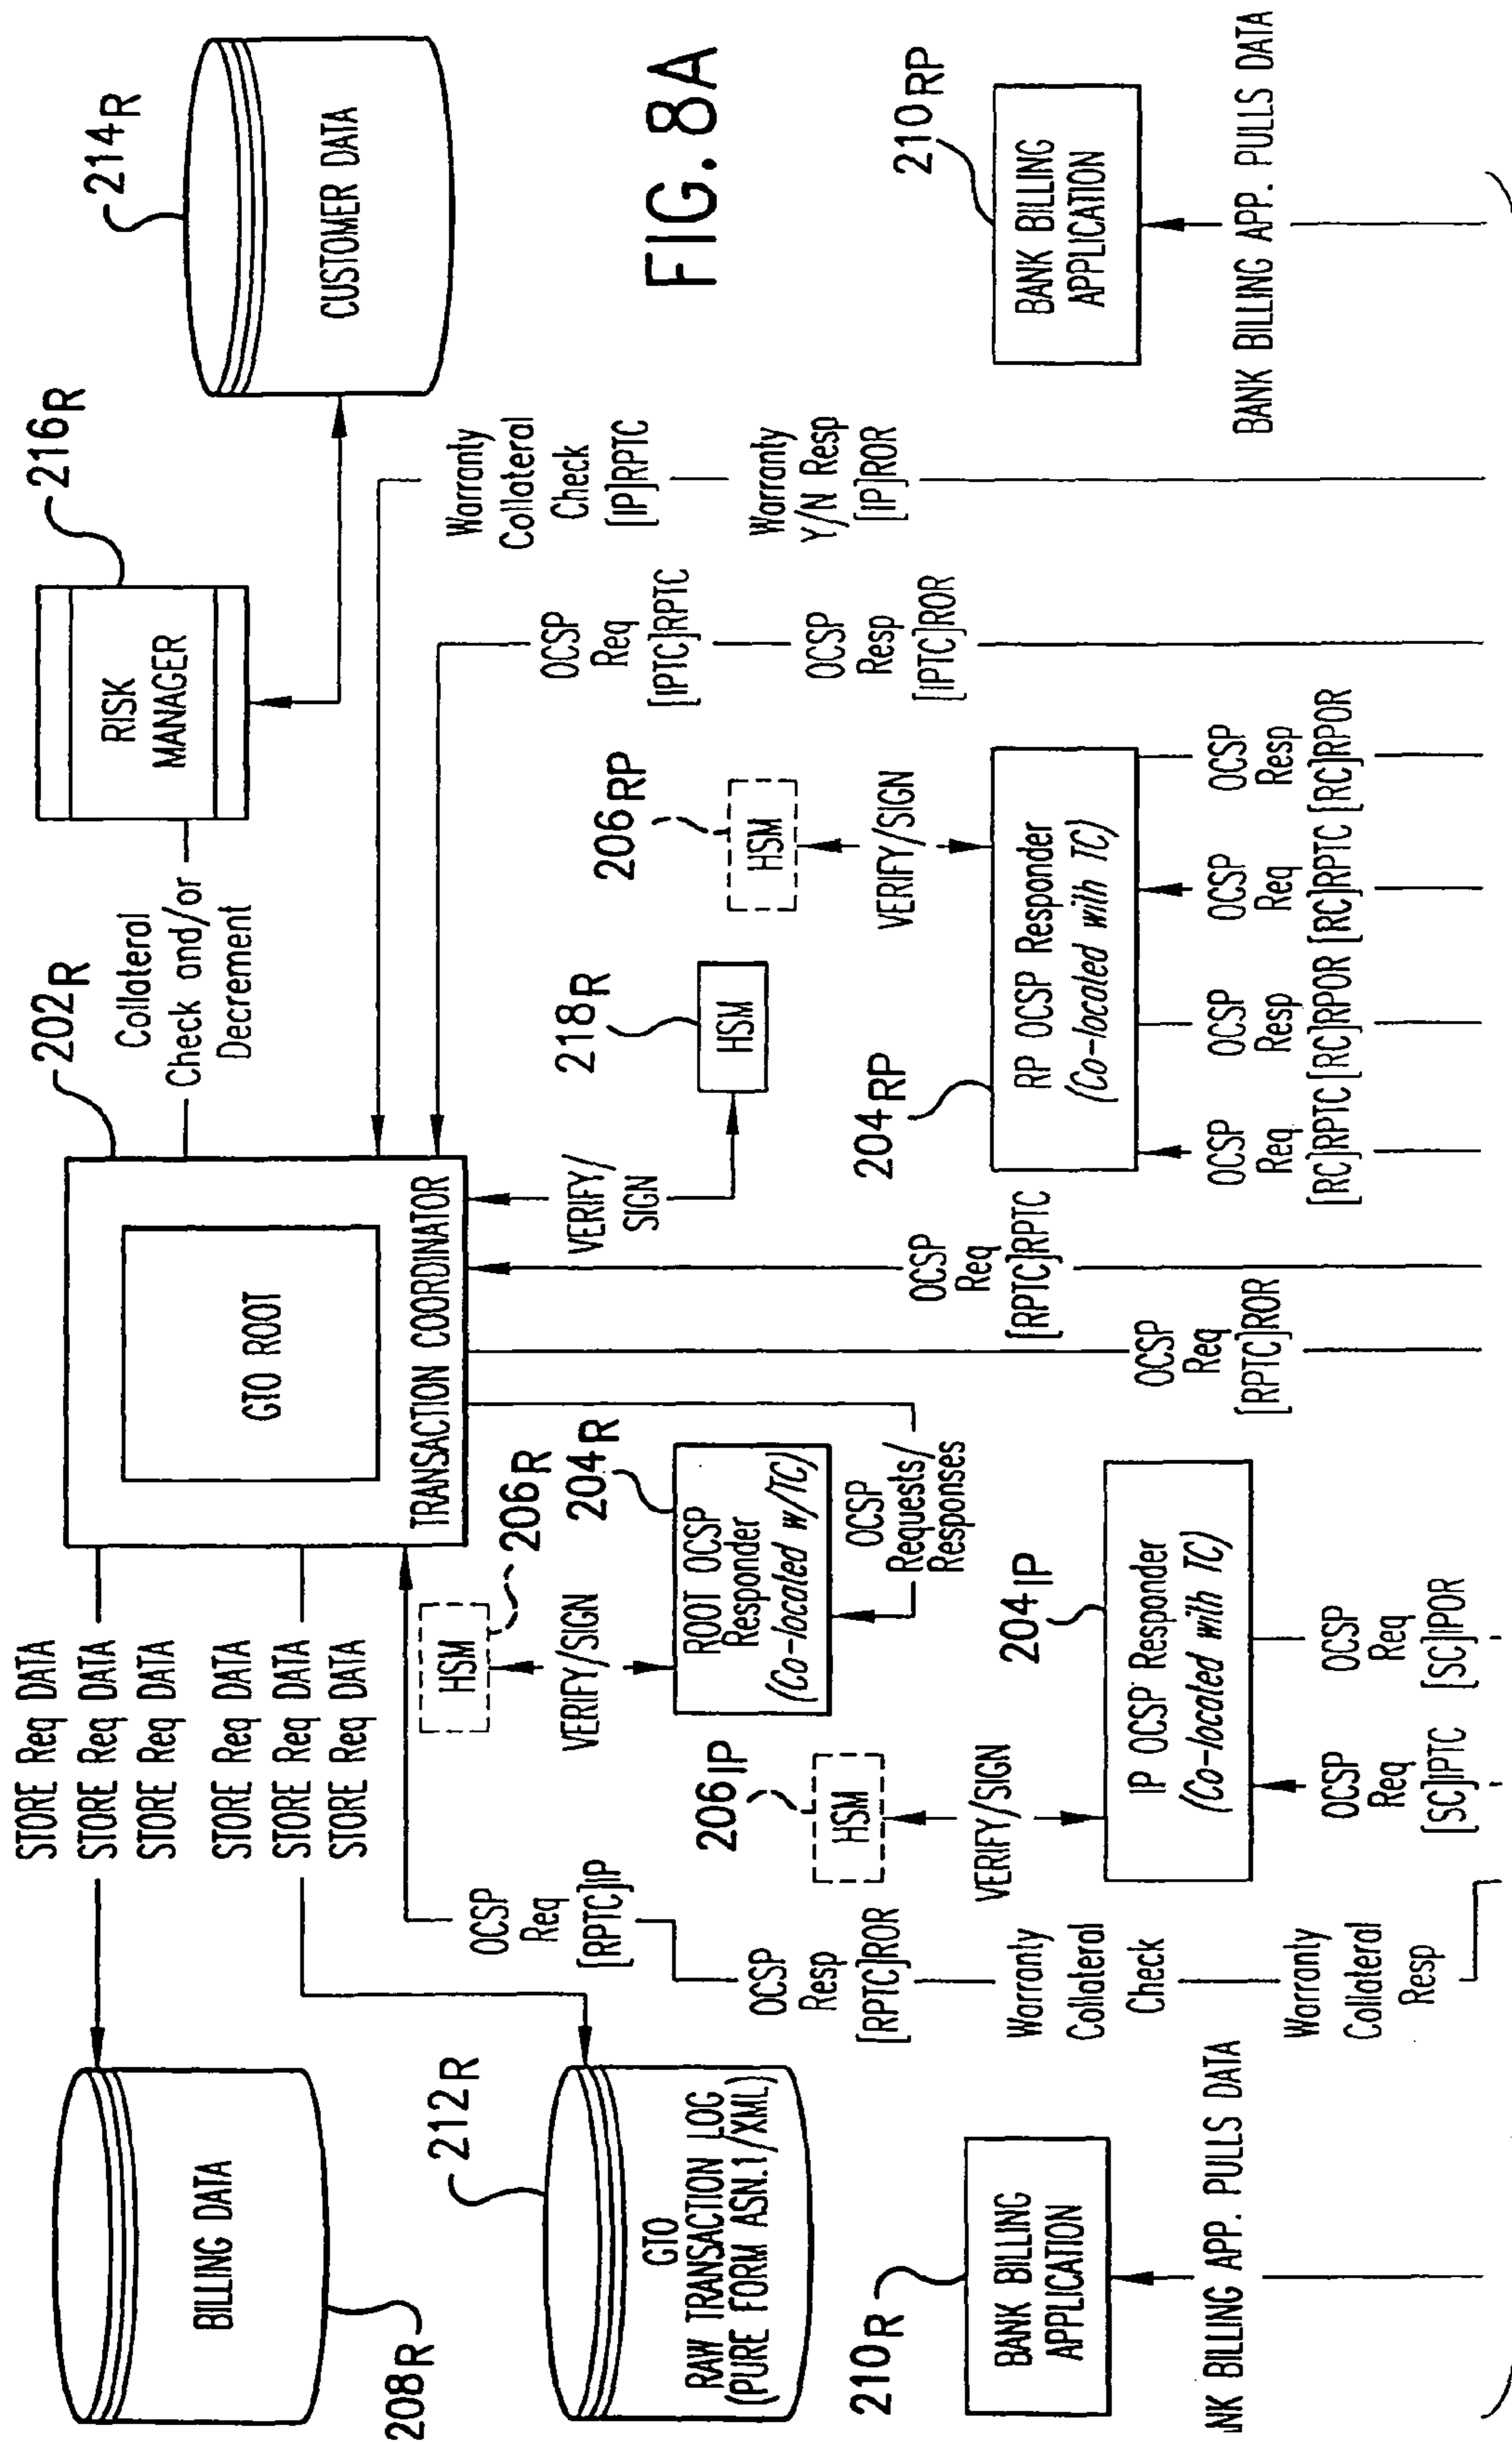 BILLING DATA
208R
STORE Req DATA
STORE Req DATA
STORE Req DATA
STORE Req DATA
STORE Req DATA
STORE Req DATA
GTO ROOT
TRANSACTION COORDINATOR
202R
Collateral
Check and/or
Decrement
RISK
MANAGER
216R
CUSTOMER DATA
214R
212R
GTO
RAW TRANSACTION LOG
(PURE FORM ASN.1/XML)
OCSP
Req
[RPTC]IP
OCSP
Resp
[RPTC]ROR
Warranty
Collateral
Check
Warranty
Collateral
Resp
HSM
206R
VERIFY/SIGN
204R
ROOT OCSP
Responder
(Co-located w/TC)
OCSP
Requests/
Responses
VERIFY/
SIGN
HSM
218R
OCSP
Req
[IPTC]RPTC
OCSP
Resp
[IPTC]ROR
Warranty
Collateral
Check
[IP]RPTC
Warranty
Y/N Resp
[IP]ROR
FIG. 8A
206IP
HSM
VERIFY/SIGN
204IP
IP OCSP Responder
(Co-located with TC)
OCSP
Req
[SC]IPTC
OCSP
Req
[SC]IPOR
OCSP
Req
[RPTC]ROR
OCSP
Req
[RPTC]RPTC
206RP
HSM
VERIFY/SIGN
204RP
RP OCSP Responder
(Co-located with TC)
OCSP
Req
[RC]RPTC
OCSP
Resp
[RC]RPOR
OCSP
Req
[RC]RPTC
OCSP
Resp
[RC]RPOR
210R
BANK BILLING
APPLICATION
NK BILLING APP. PULLS DATA
210RP
BANK BILLING
APPLICATION
BANK BILLING APP. PULLS DATA